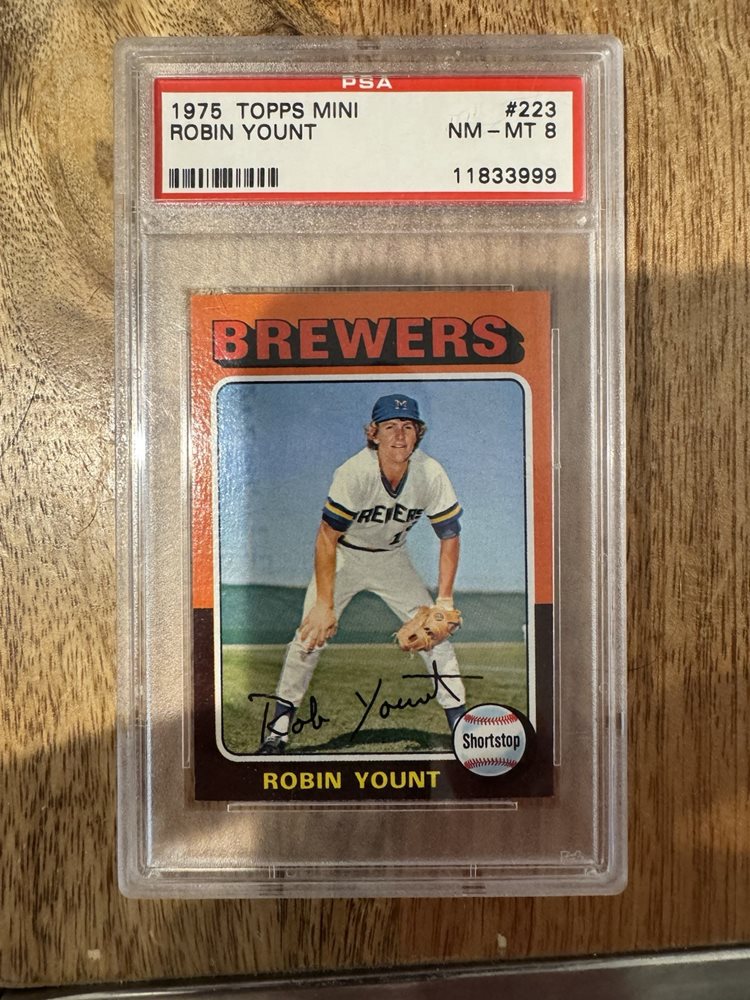 PSA
1975 TOPPS MINI #223
ROBIN YOUNT NM - MT 8
11833999
BREWERS
M
BREWERS
Rob Yount
Shortstop
ROBIN YOUNT